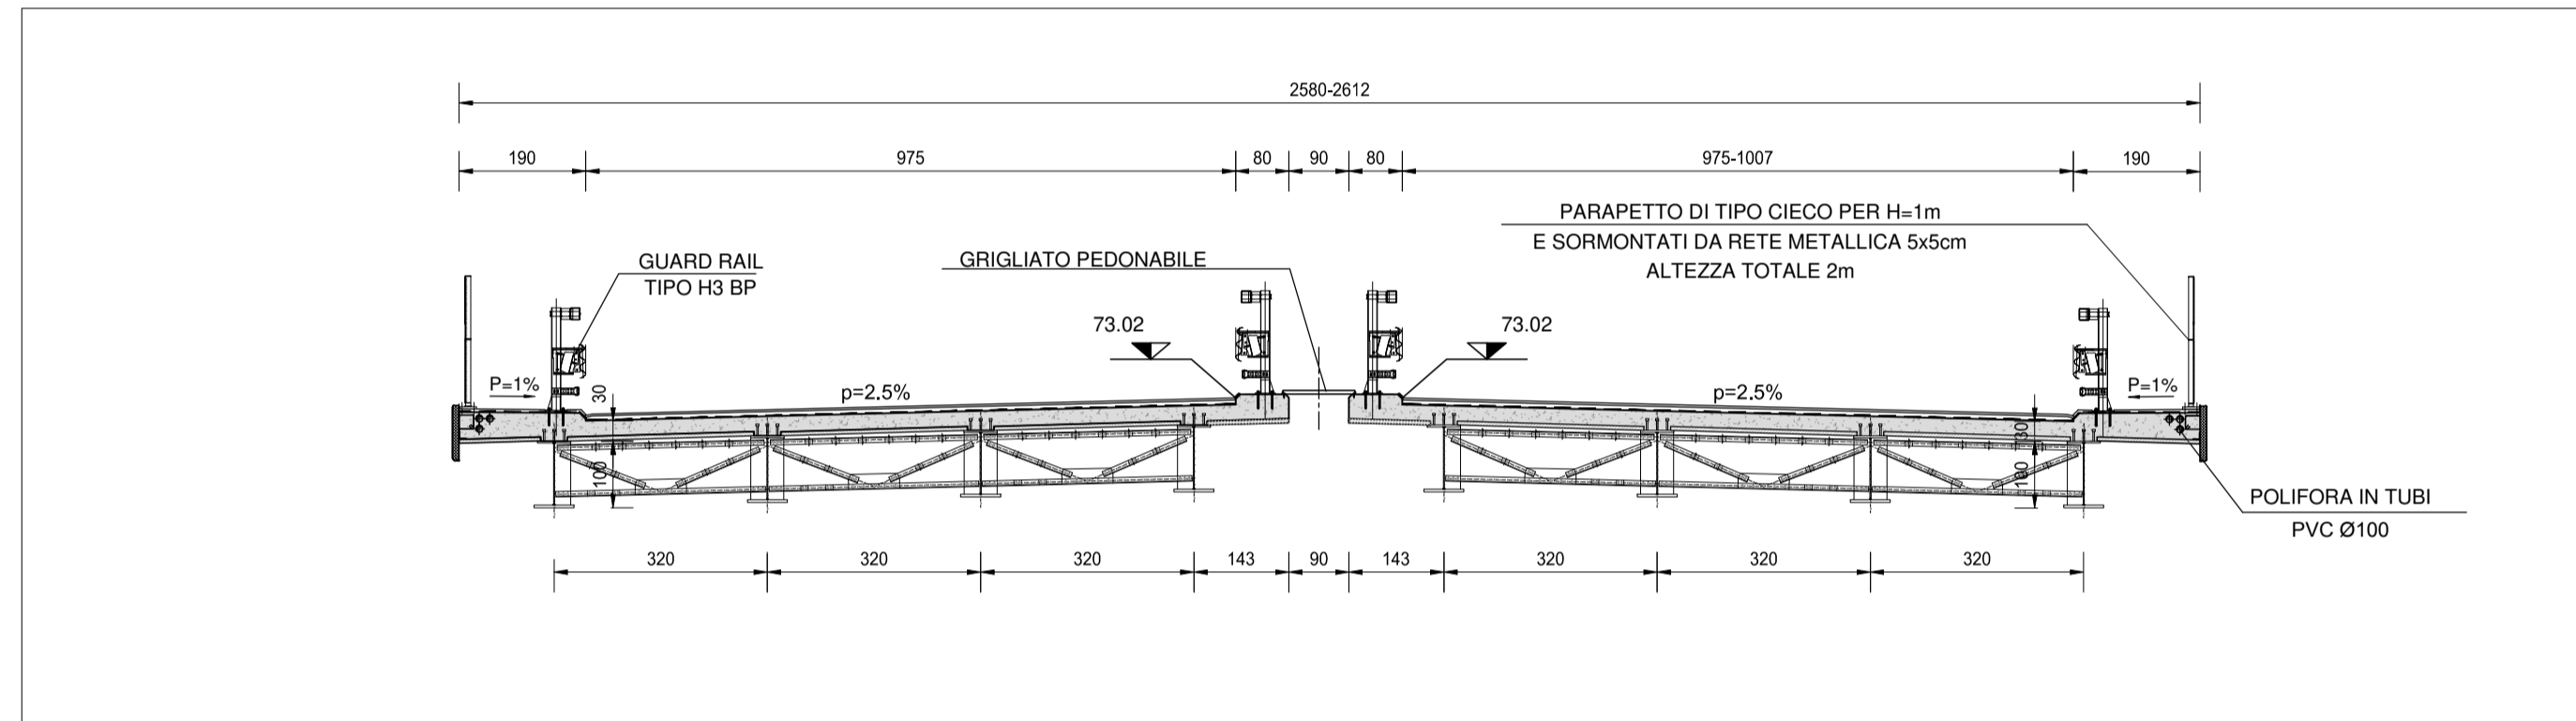 2580-2612
190
975
80
90
80
975-1007
190
PARAPETTO DI TIPO CIECO PER H=1m
E SORMONTATI DA RETE METALLICA 5x5cm
ALTEZZA TOTALE 2m
GUARD RAIL
TIPO H3 BP
GRIGLIATO PEDONABILE
73.02
73.02
P=1%
30
p=2.5%
p=2.5%
P=1%
30
100
100
POLIFORA IN TUBI
PVC Ø100
320
320
320
143
90
143
320
320
320